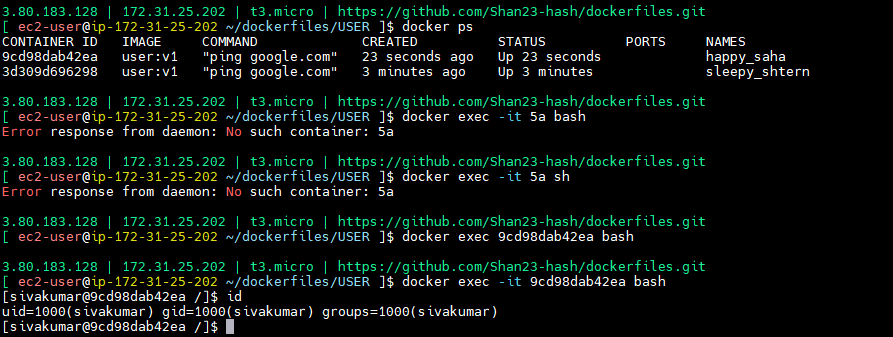 3.80.183.128 | 172.31.25.202 | t3.micro | https://github.com/Shan23-hash/dockerfiles.git
[ ec2-user@ip-172-31-25-202 ~/dockerfiles/USER ]$ docker ps
CONTAINER ID   IMAGE     COMMAND             CREATED          STATUS          PORTS     NAMES
9cd98dab42ea   user:v1   "ping google.com"   23 seconds ago   Up 23 seconds             happy_saha
3d309d696298   user:v1   "ping google.com"   3 minutes ago    Up 3 minutes              sleepy_shtern
3.80.183.128 | 172.31.25.202 | t3.micro | https://github.com/Shan23-hash/dockerfiles.git
[ ec2-user@ip-172-31-25-202 ~/dockerfiles/USER ]$ docker exec -it 5a bash
Error response from daemon: No such container: 5a
3.80.183.128 | 172.31.25.202 | t3.micro | https://github.com/Shan23-hash/dockerfiles.git
[ ec2-user@ip-172-31-25-202 ~/dockerfiles/USER ]$ docker exec -it 5a sh
Error response from daemon: No such container: 5a
3.80.183.128 | 172.31.25.202 | t3.micro | https://github.com/Shan23-hash/dockerfiles.git
[ ec2-user@ip-172-31-25-202 ~/dockerfiles/USER ]$ docker exec 9cd98dab42ea bash
3.80.183.128 | 172.31.25.202 | t3.micro | https://github.com/Shan23-hash/dockerfiles.git
[ ec2-user@ip-172-31-25-202 ~/dockerfiles/USER ]$ docker exec -it 9cd98dab42ea bash
[sivakumar@9cd98dab42ea /]$ id
uid=1000(sivakumar) gid=1000(sivakumar) groups=1000(sivakumar)
[sivakumar@9cd98dab42ea /]$